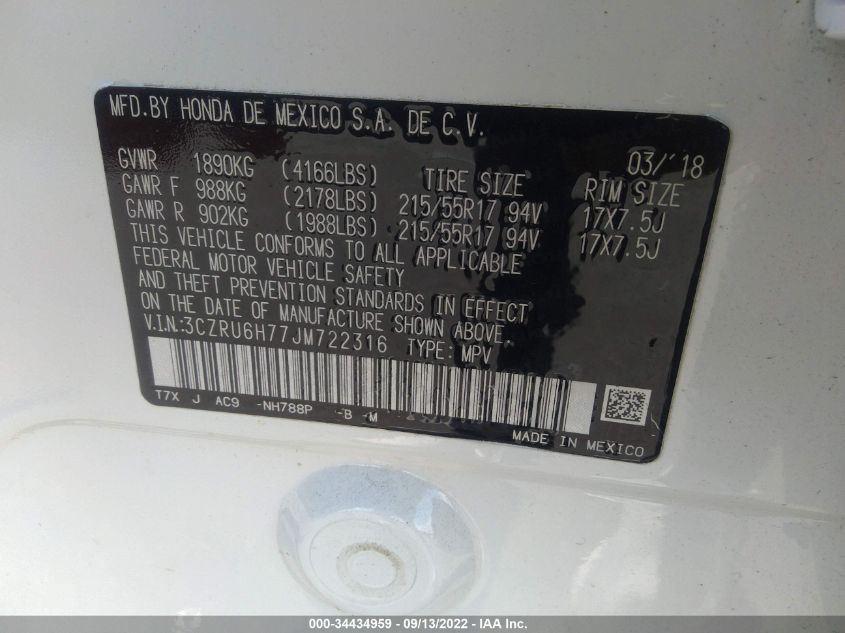 MFD.BY HONDA DE MEXICO S.A. DE C.V.
03/'18
GVWR 1890KG (4166LBS) TIRE SIZE RIM SIZE
GAWR F 988KG (2178LBS) 215/55R17 94V 17X7.5J
GAWR R 902KG (1988LBS) 215/55R17 94V 17X7.5J
THIS VEHICLE CONFORMS TO ALL APPLICABLE
FEDERAL MOTOR VEHICLE SAFETY
AND THEFT PREVENTION STANDARDS IN EFFECT
ON THE DATE OF MANUFACTURE SHOWN ABOVE.
V.I.N:3CZRU6H77JM722316 TYPE: MPV
T7X J AC9 -NH788P -B -M
MADE IN MEXICO
000-34434959 - 09/13/2022 - IAA Inc.